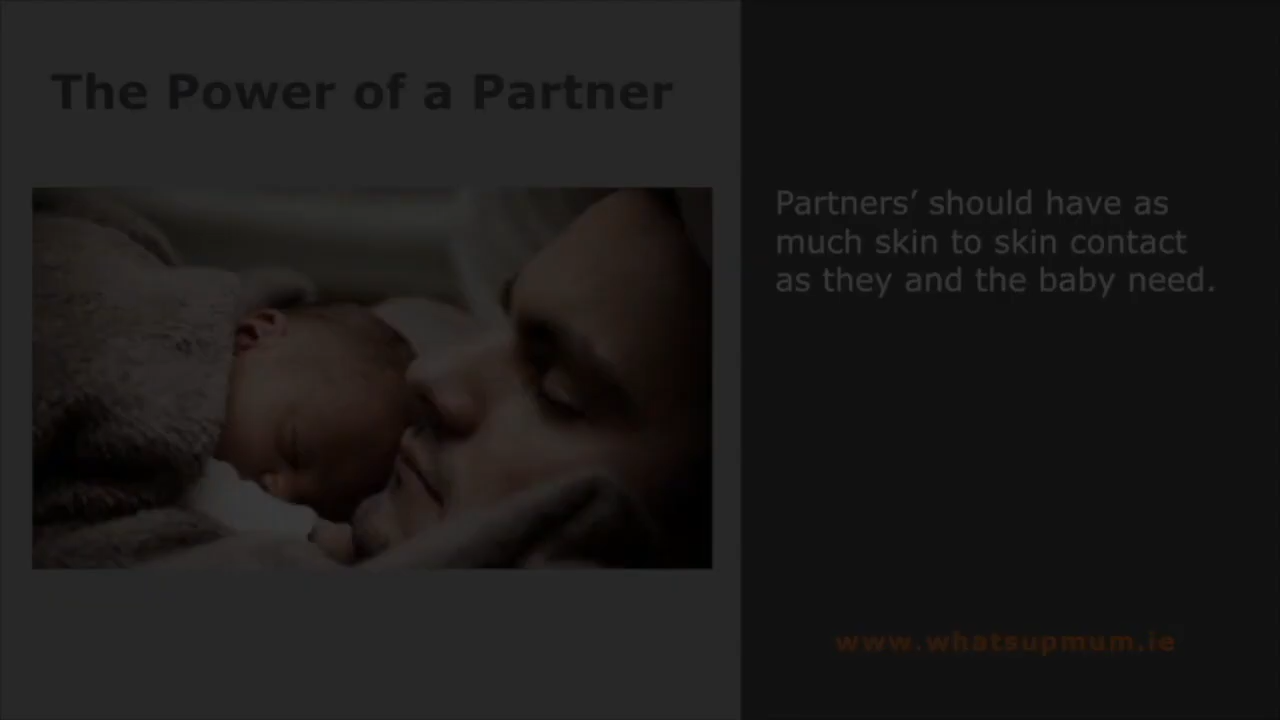 The Power of a Partner
Partners’ should have as
much skin to skin contact
as they and the baby need.
www.whatsupmum.ie